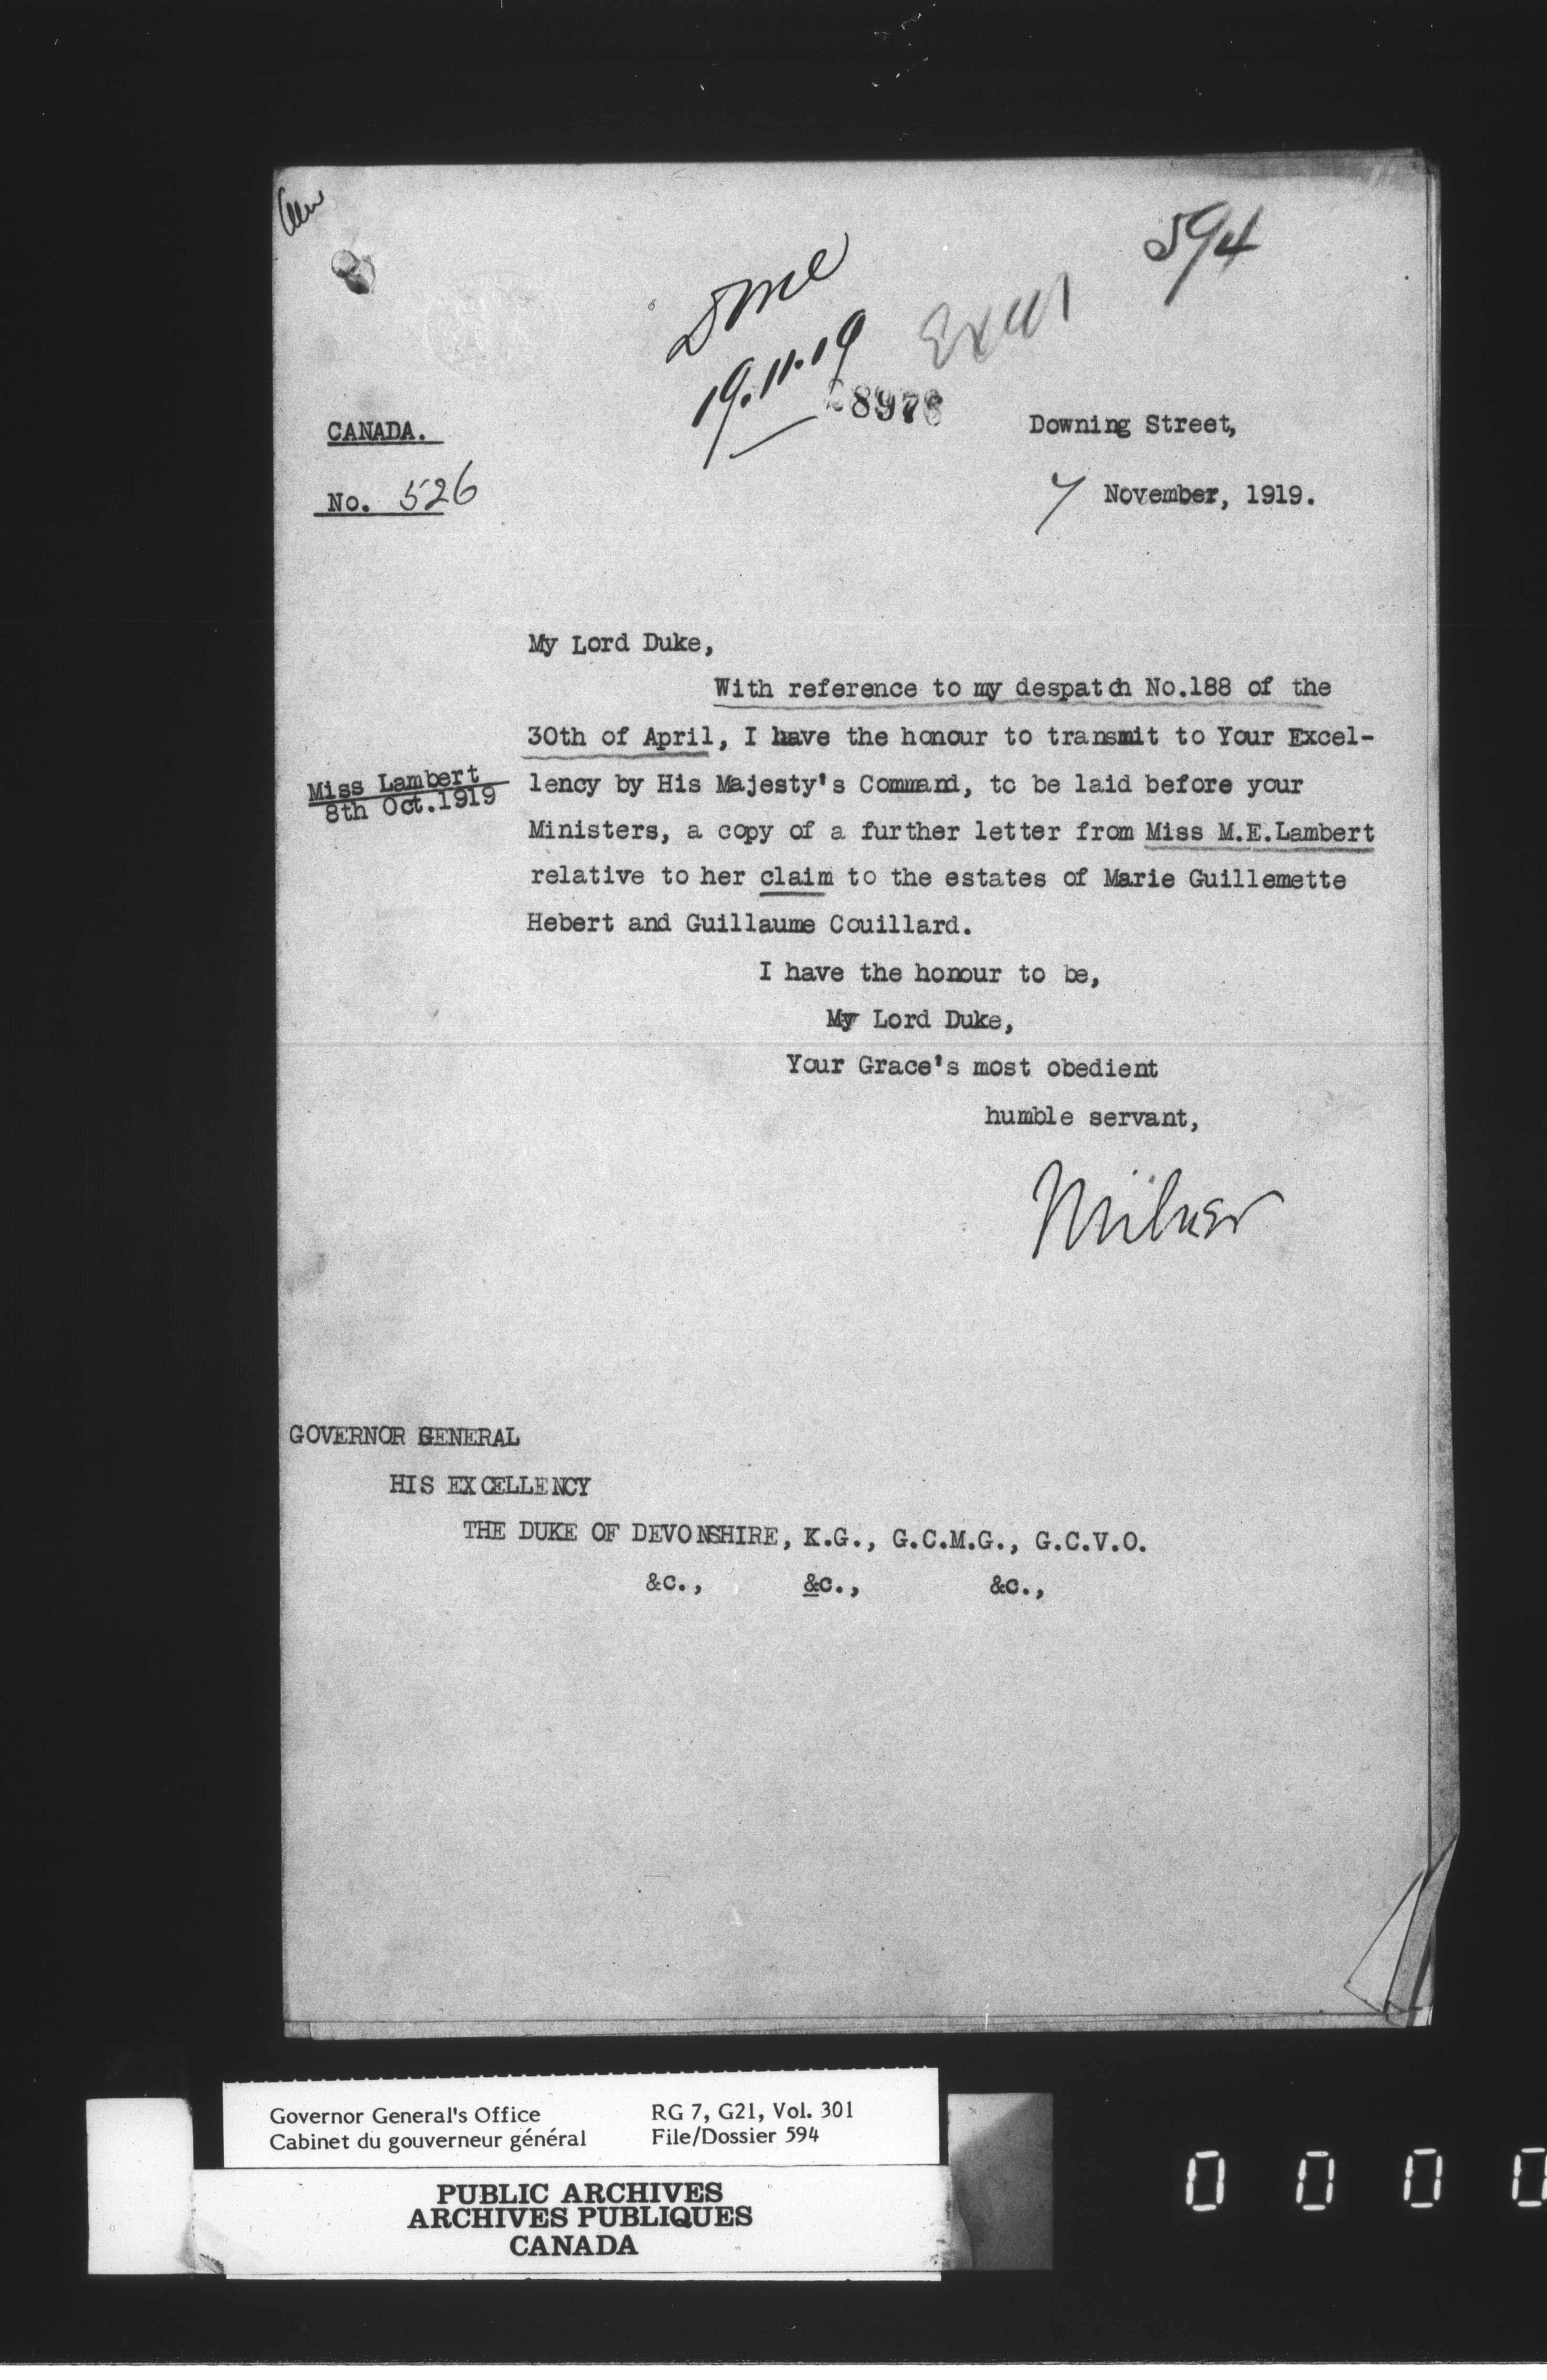 594
Done
19.11.19
CANADA.
Downing Street,
No. 526
7 November, 1919.
My Lord Duke,
With reference to my despatch No.188 of the
30th of April, I have the honour to transmit to Your Excel-
Miss Lambert
8th Oct.1919
lency by His Majesty's Command, to be laid before your
Ministers, a copy of a further letter from Miss M.E.Lambert
relative to her claim to the estates of Marie Guillemette
Hebert and Guillaume Couillard.
I have the honour to be,
My Lord Duke,
Your Grace's most obedient
humble servant,
Milner
GOVERNOR GENERAL
HIS EXCELLENCY
THE DUKE OF DEVONSHIRE, K.G., G.C.M.G., G.C.V.O.
&c., &c., &c.,
Governor General's Office RG 7, G21, Vol. 301
Cabinet du gouverneur général File/Dossier 594
PUBLIC ARCHIVES
ARCHIVES PUBLIQUES
CANADA
0 0 0 0